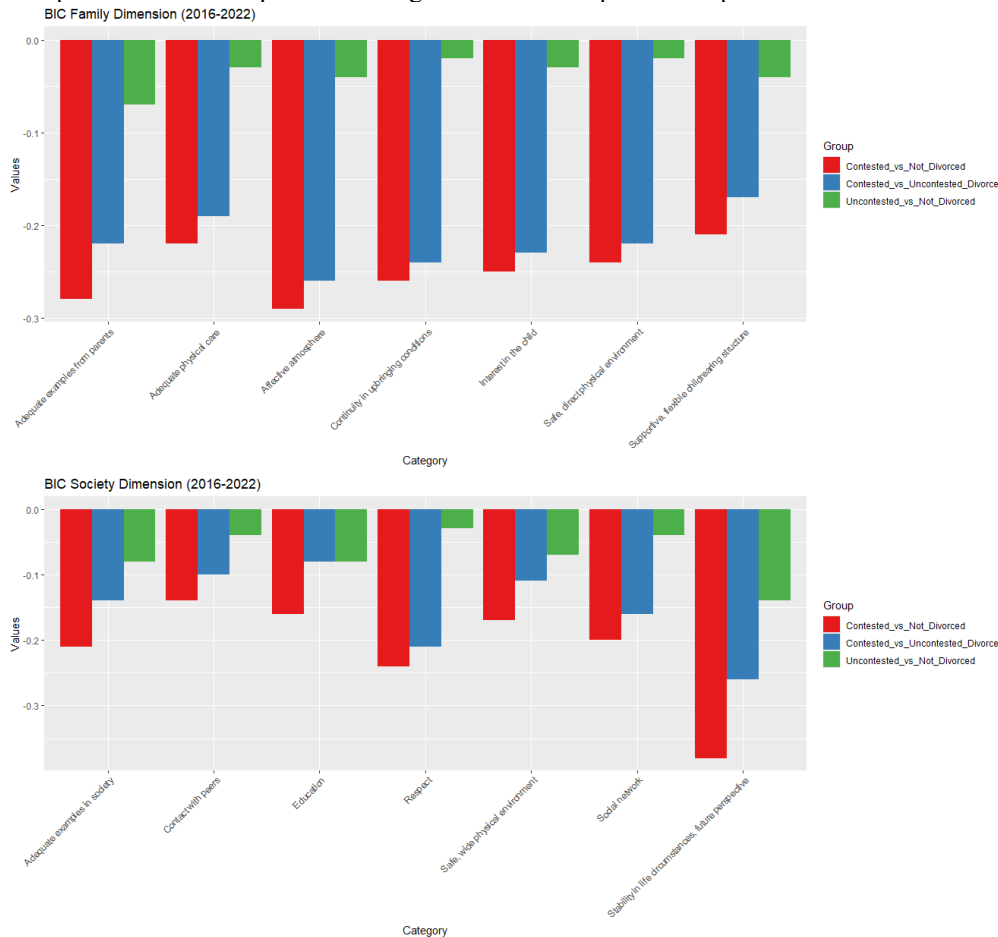 BIC Family Dimension (2016-2022)
0.0
-0.1
-0.2
-0.3
Values
Adequate examples from parents
Adequate physical care
Affective atmosphere
Continuity in upbringing conditions
Interest in the child
Safe, direct physical environment
Supportive, flexible childrearing structure
Category
Group
Contested_vs_Not_Divorced
Contested_vs_Uncontested_Divorce
Uncontested_vs_Not_Divorced
BIC Society Dimension (2016-2022)
0.0
-0.1
-0.2
-0.3
Values
Adequate examples in society
Contact with peers
Education
Respect
Safe, wide physical environment
Social network
Stability in life circumstances, future perspective
Category
Group
Contested_vs_Not_Divorced
Contested_vs_Uncontested_Divorce
Uncontested_vs_Not_Divorced